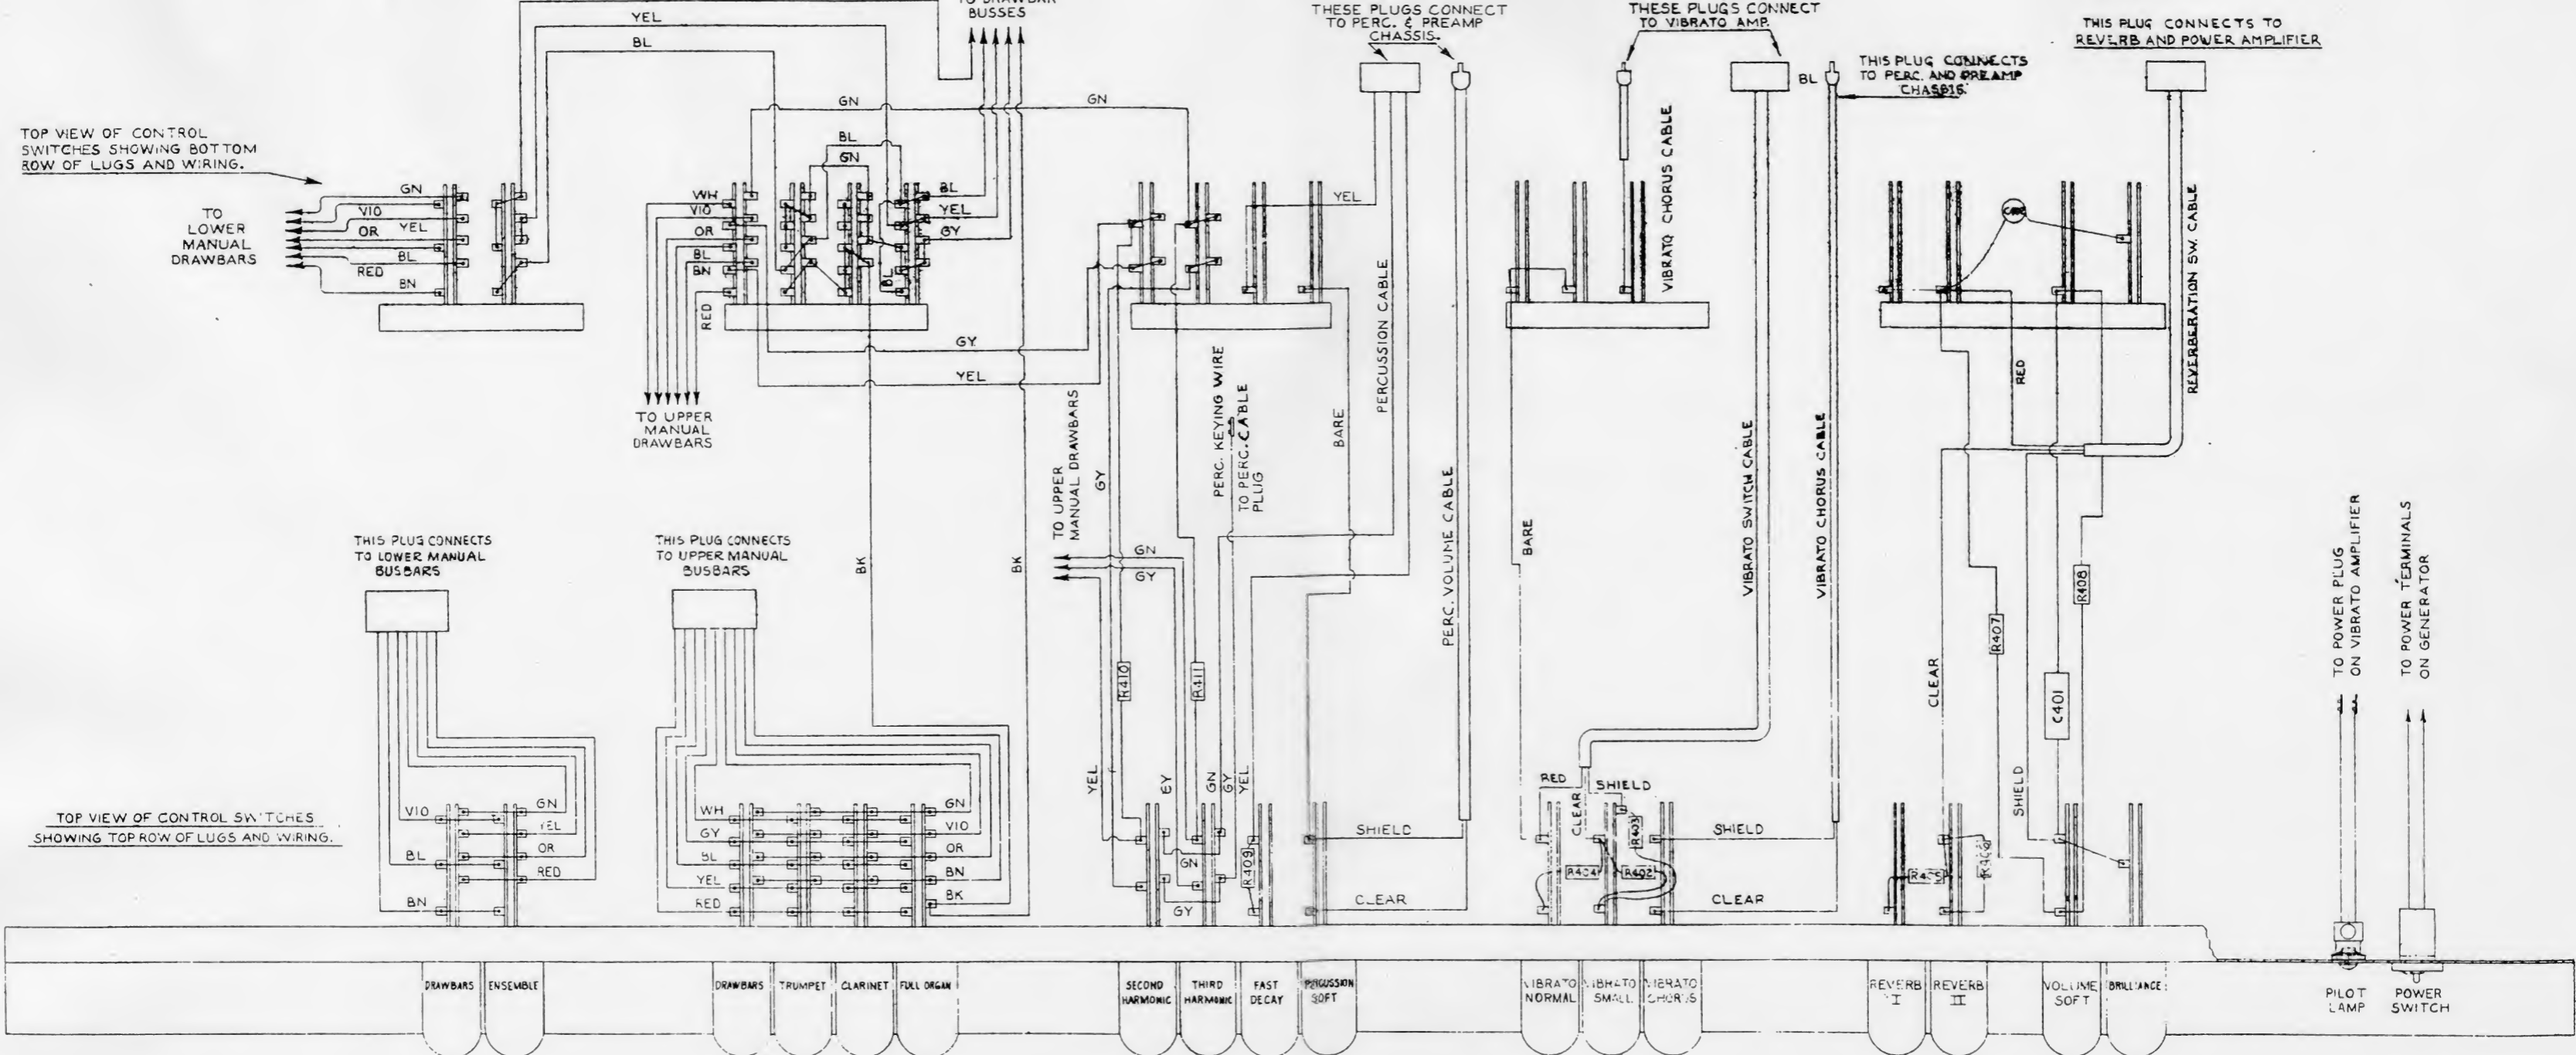 TO DRAWBAR
BUSSES
YEL
BL
THESE PLUGS CONNECT
TO PERC. & PREAMP
CHASSIS.
THESE PLUGS CONNECT
TO VIBRATO AMP.
THIS PLUG CONNECTS TO
REVERB AND POWER AMPLIFIER
BL
THIS PLUG CONNECTS
TO PERC. AND PREAMP
CHASSIS.
TOP VIEW OF CONTROL
SWITCHES SHOWING BOTTOM
ROW OF LUGS AND WIRING.
TO
LOWER
MANUAL
DRAWBARS
GN
VIO
YEL
OR
BL
RED
BN
WH
VIO
OR
BL
BN
RED
GN
GN
BL
GN
BL
BL
YEL
GY
GY
YEL
TO UPPER
MANUAL
DRAWBARS
YEL
PERCUSSION CABLE
BARE
PERC. KEYING WIRE
TO PERC. CABLE
PLUG
TO UPPER
MANUAL DRAWBARS
GY
GN
GY
PERC. VOLUME CABLE
VIBRATO CHORUS CABLE
VIBRATO SWITCH CABLE
VIBRATO CHORUS CABLE
BARE
RED
REVERBERATION SW. CABLE
CLEAR
R407
SHIELD
C401
R408
TO POWER PLUG
ON VIBRATO AMPLIFIER
TO POWER TERMINALS
ON GENERATOR
THIS PLUG CONNECTS
TO LOWER MANUAL
BUSBARS
THIS PLUG CONNECTS
TO UPPER MANUAL
BUSBARS
BK
BK
R410
R411
TOP VIEW OF CONTROL SWITCHES
SHOWING TOP ROW OF LUGS AND WIRING.
VIO
BL
BN
GN
YEL
OR
RED
WH
GY
BL
YEL
RED
GN
VIO
OR
BN
BK
YEL
GN
GY
YEL
GN
GY
R409
SHIELD
CLEAR
RED
SHIELD
CLEAR
R403
R404
R402
SHIELD
CLEAR
DRAWBARS
ENSEMBLE
DRAWBARS
TRUMPET
CLARINET
FULL ORGAN
SECOND
HARMONIC
THIRD
HARMONIC
FAST
DECAY
PERCUSSION
SOFT
VIBRATO
NORMAL
VIBRATO
SMALL
VIBRATO
CHORUS
REVERB
I
REVERB
II
VOLUME
SOFT
BRILLIANCE
PILOT
LAMP
POWER
SWITCH